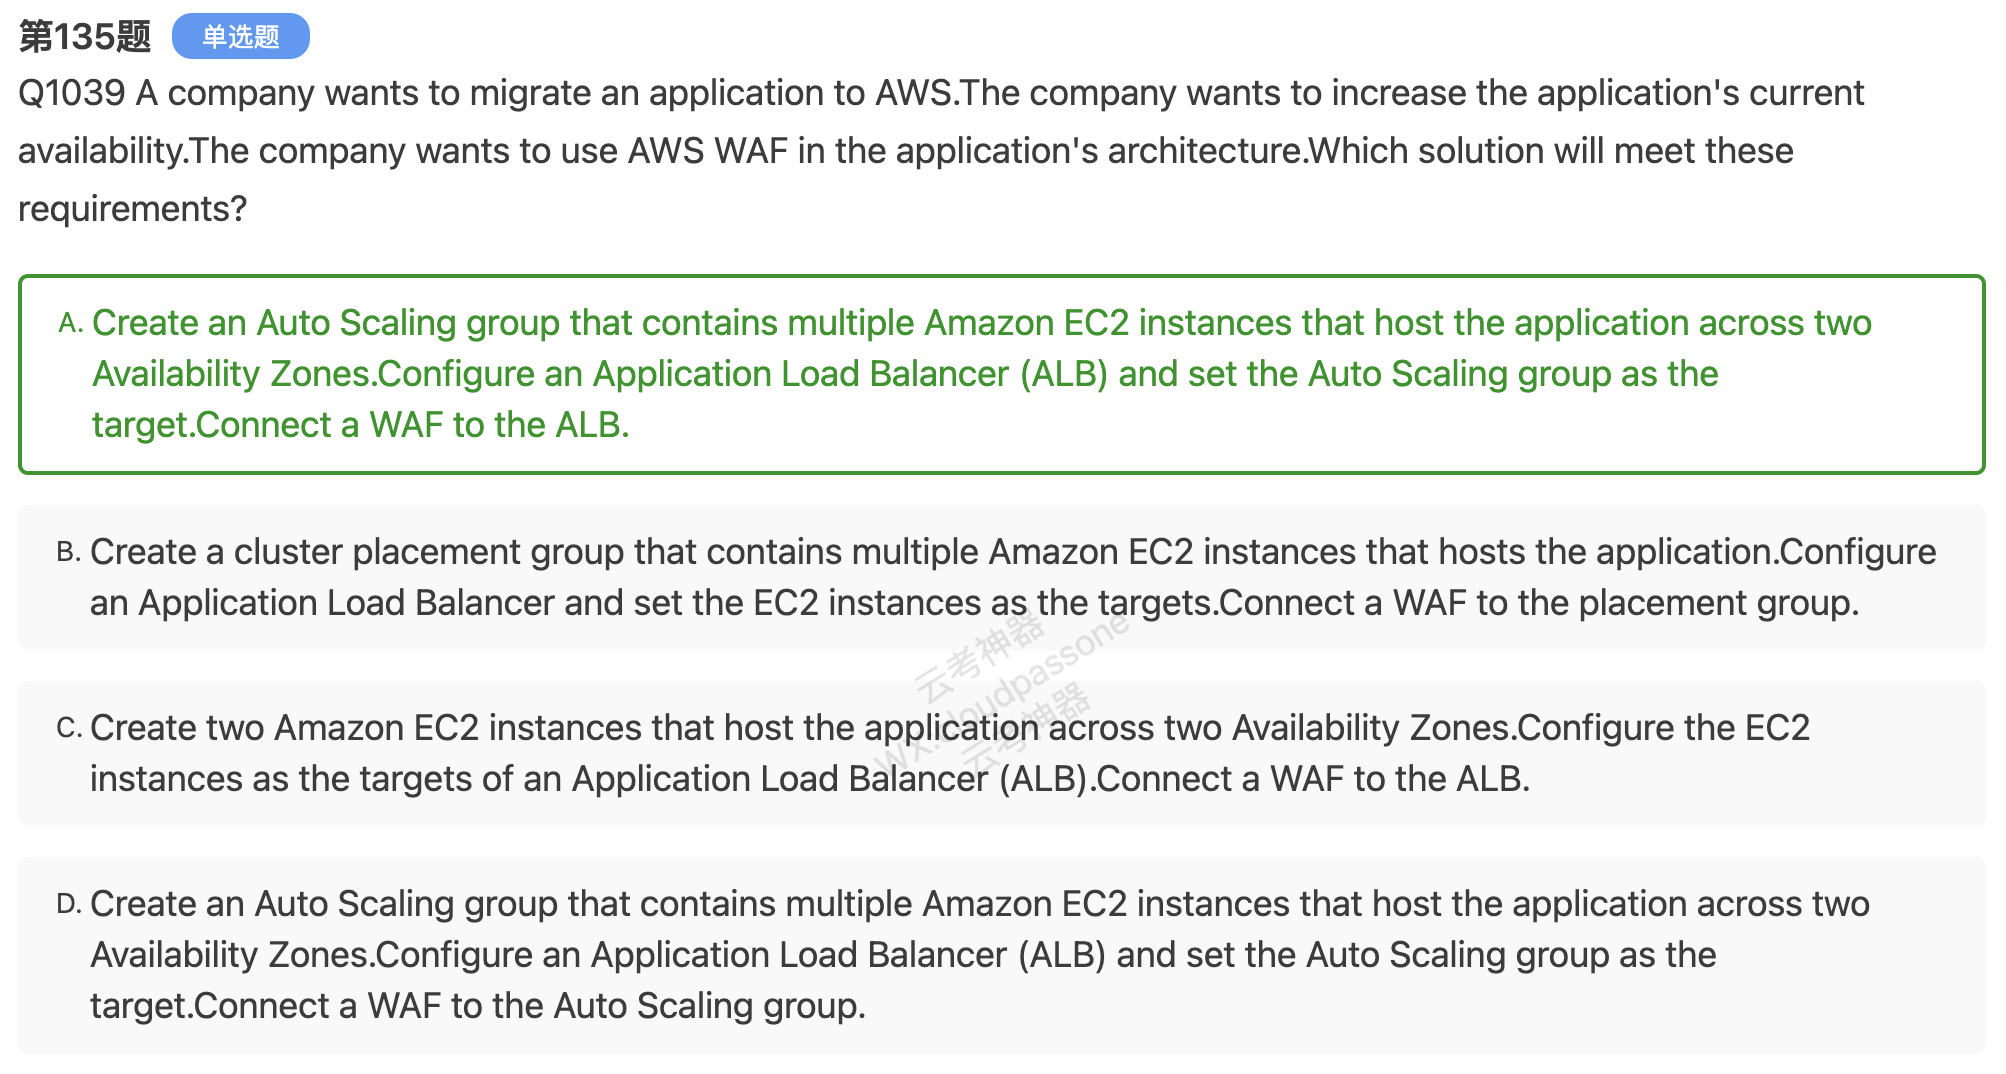 第135题 单选题
Q1039 A company wants to migrate an application to AWS.The company wants to increase the application's current
availability.The company wants to use AWS WAF in the application's architecture.Which solution will meet these
requirements?
A. Create an Auto Scaling group that contains multiple Amazon EC2 instances that host the application across two
Availability Zones.Configure an Application Load Balancer (ALB) and set the Auto Scaling group as the
target.Connect a WAF to the ALB.
B. Create a cluster placement group that contains multiple Amazon EC2 instances that hosts the application.Configure
an Application Load Balancer and set the EC2 instances as the targets.Connect a WAF to the placement group.
云考神器
wx:cloudpassone
云考神器
C. Create two Amazon EC2 instances that host the application across two Availability Zones.Configure the EC2
instances as the targets of an Application Load Balancer (ALB).Connect a WAF to the ALB.
D. Create an Auto Scaling group that contains multiple Amazon EC2 instances that host the application across two
Availability Zones.Configure an Application Load Balancer (ALB) and set the Auto Scaling group as the
target.Connect a WAF to the Auto Scaling group.